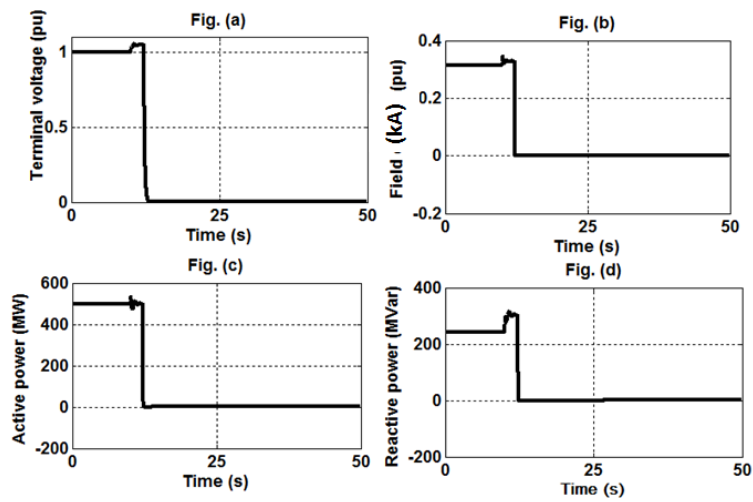 Fig. (a)
Terminal voltage (pu)
1
0.5
0
0
25
50
Time (s)
Fig. (b)
Field (kA) (pu)
0.4
0.2
0
-0.2
0
25
50
Time (s)
Fig. (c)
Active power (MW)
600
400
200
0
-200
0
25
50
Time (s)
Fig. (d)
Reactive power (MVar)
400
200
0
-200
0
25
50
Time (s)